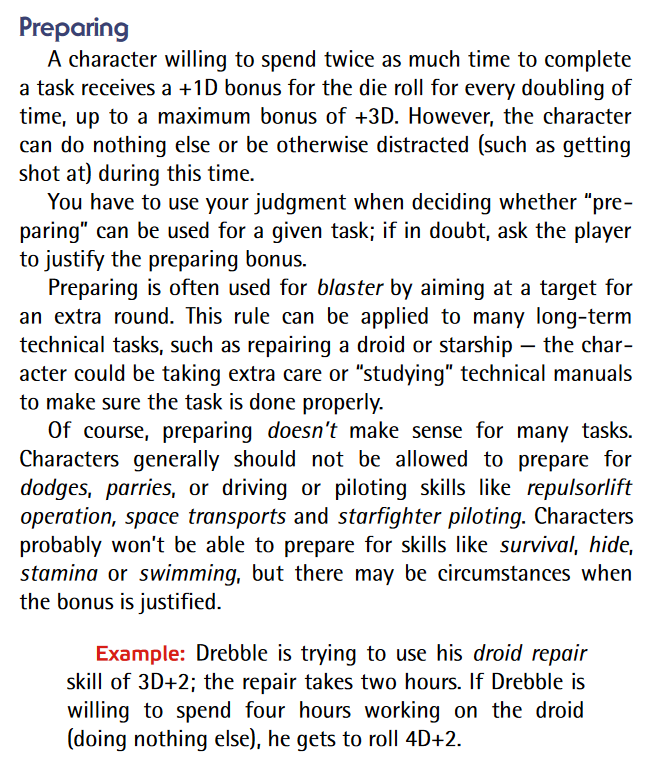 Preparing
A character willing to spend twice as much time to complete
a task receives a +1D bonus for the die roll for every doubling of
time, up to a maximum bonus of +3D. However, the character
can do nothing else or be otherwise distracted (such as getting
shot at) during this time.
You have to use your judgment when deciding whether “pre-
paring” can be used for a given task; if in doubt, ask the player
to justify the preparing bonus.
Preparing is often used for blaster by aiming at a target for
an extra round. This rule can be applied to many long-term
technical tasks, such as repairing a droid or starship — the char-
acter could be taking extra care or “studying” technical manuals
to make sure the task is done properly.
Of course, preparing doesn’t make sense for many tasks.
Characters generally should not be allowed to prepare for
dodges, parries, or driving or piloting skills like repulsorlift
operation, space transports and starfighter piloting. Characters
probably won’t be able to prepare for skills like survival, hide,
stamina or swimming, but there may be circumstances when
the bonus is justified.
Example: Drebble is trying to use his droid repair
skill of 3D+2; the repair takes two hours. If Drebble is
willing to spend four hours working on the droid
(doing nothing else), he gets to roll 4D+2.